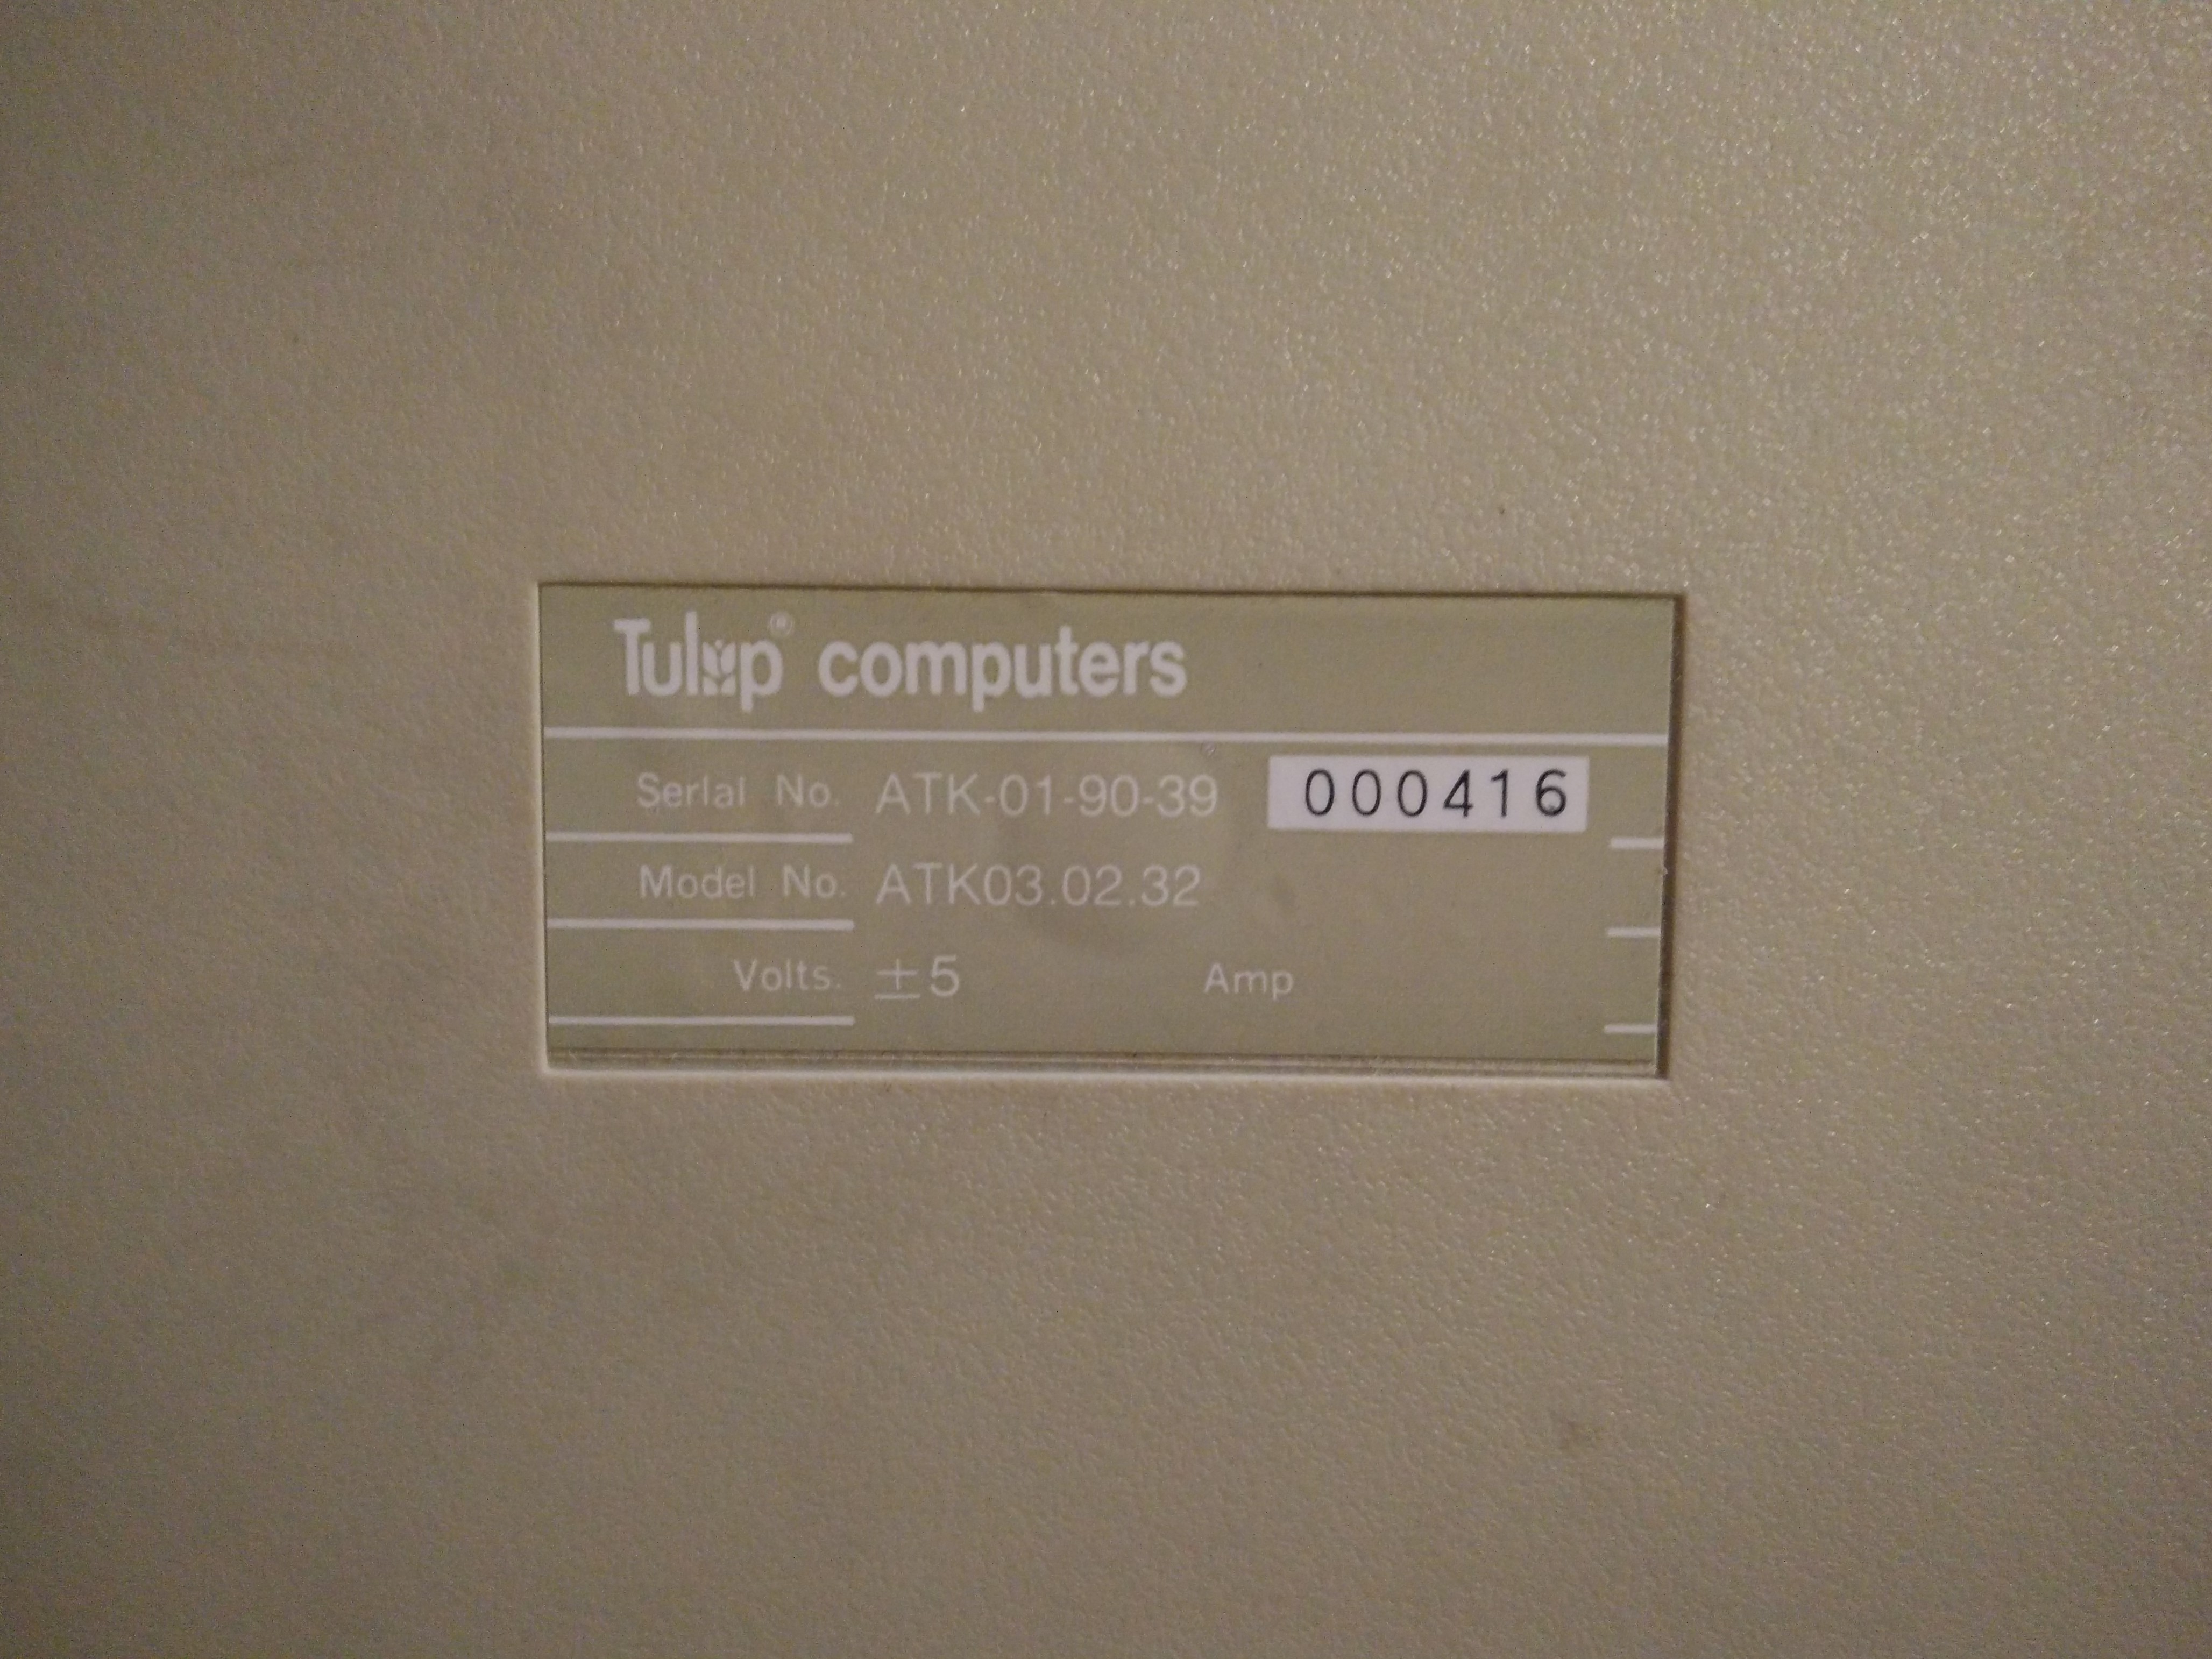 Tulip® computers
Serial No. ATK-01-90-39 000416
Model No. ATK03.02.32
Volts. ±5 Amp